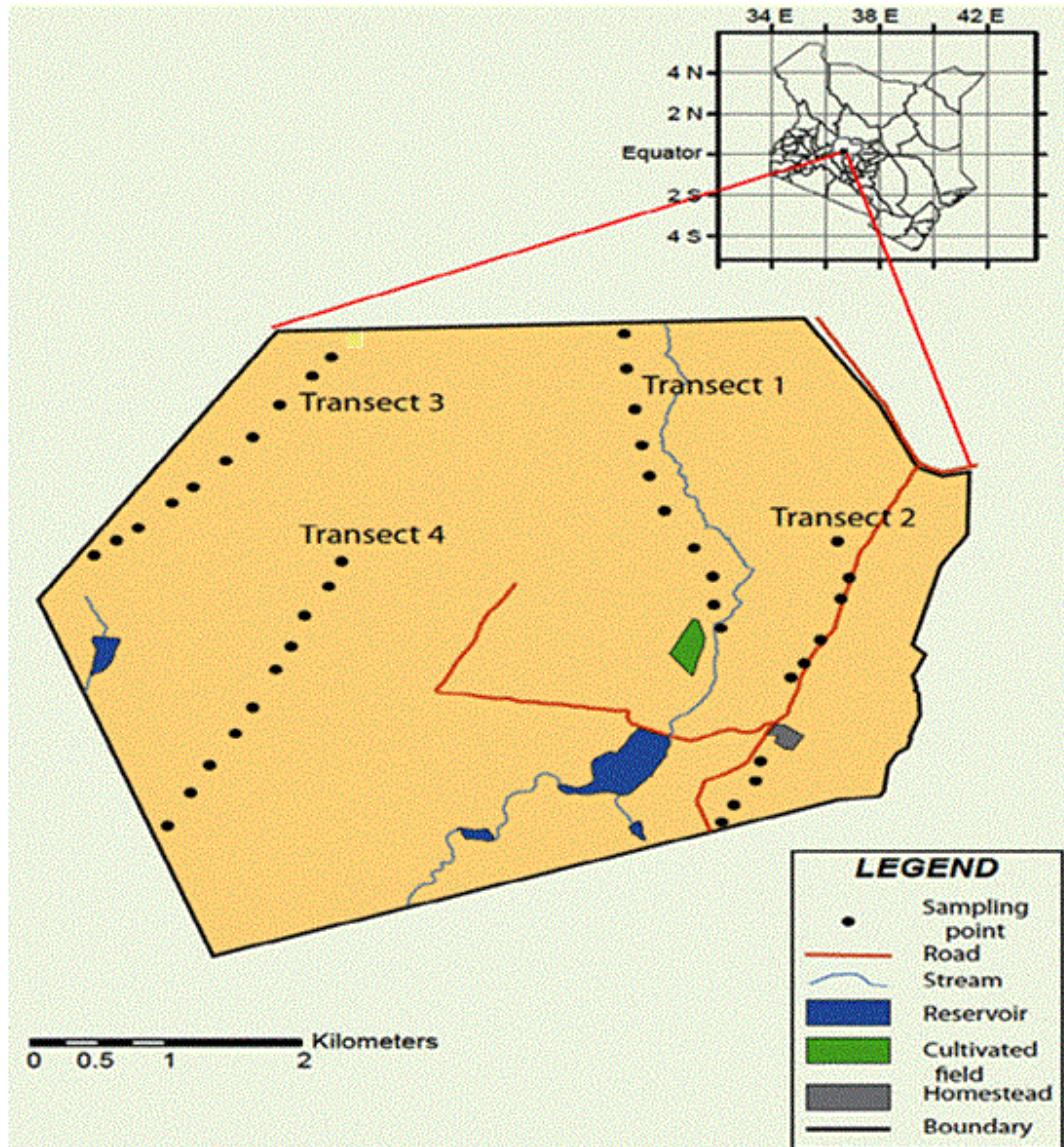 34 E 38 E 42 E
4 N
2 N
Equator
2 S
4 S
Transect 1
Transect 3
Transect 2
Transect 4
LEGEND
Sampling
point
Road
Stream
Reservoir
Cultivated
field
Homestead
Boundary
Kilometers
0 0.5 1 2